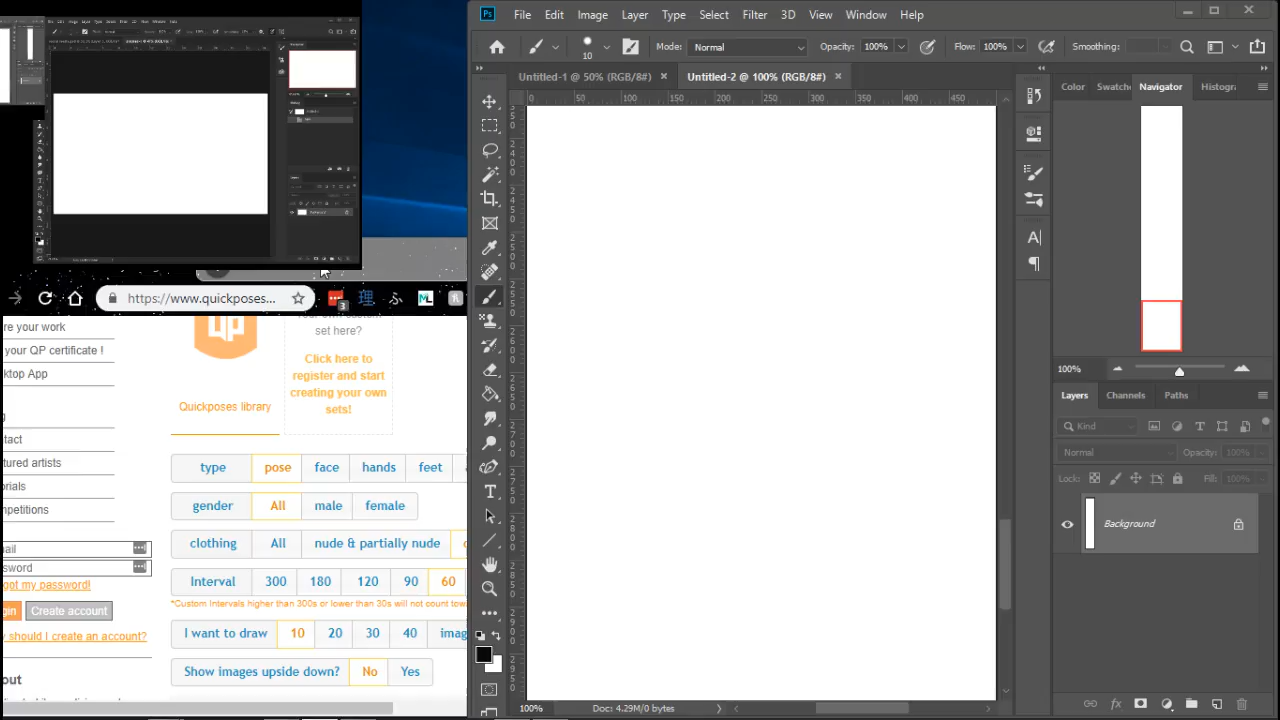 File Edit Image Layer Type Select Filter 3D View Window Help
10 Mode: Normal Opacity: 100% Flow: 100% Smoothing:
Untitled-1 @ 50% (RGB/8#) × Untitled-2 @ 100% (RGB/8#) ×
0 50 100 150 200 250 300 350 400 450
Color Swatche Navigator Histogra
100%
Layers Channels Paths
Kind
Normal Opacity: 100%
Lock: Fill: 100%
Background
100% Doc: 4.29M/0 bytes
https://www.quickposes...
3
re your work
your QP certificate !
ktop App
tact
tured artists
orials
petitions
ail
sword
got my password!
gin Create account
y should I create an account?
out
QP
Quickposes library
set here?
Click here to
register and start
creating your own
sets!
type pose face hands feet
gender All male female
clothing All nude & partially nude
Interval 300 180 120 90 60
*Custom Intervals higher than 300s or lower than 30s will not count tow
I want to draw 10 20 30 40 imag
Show images upside down? No Yes